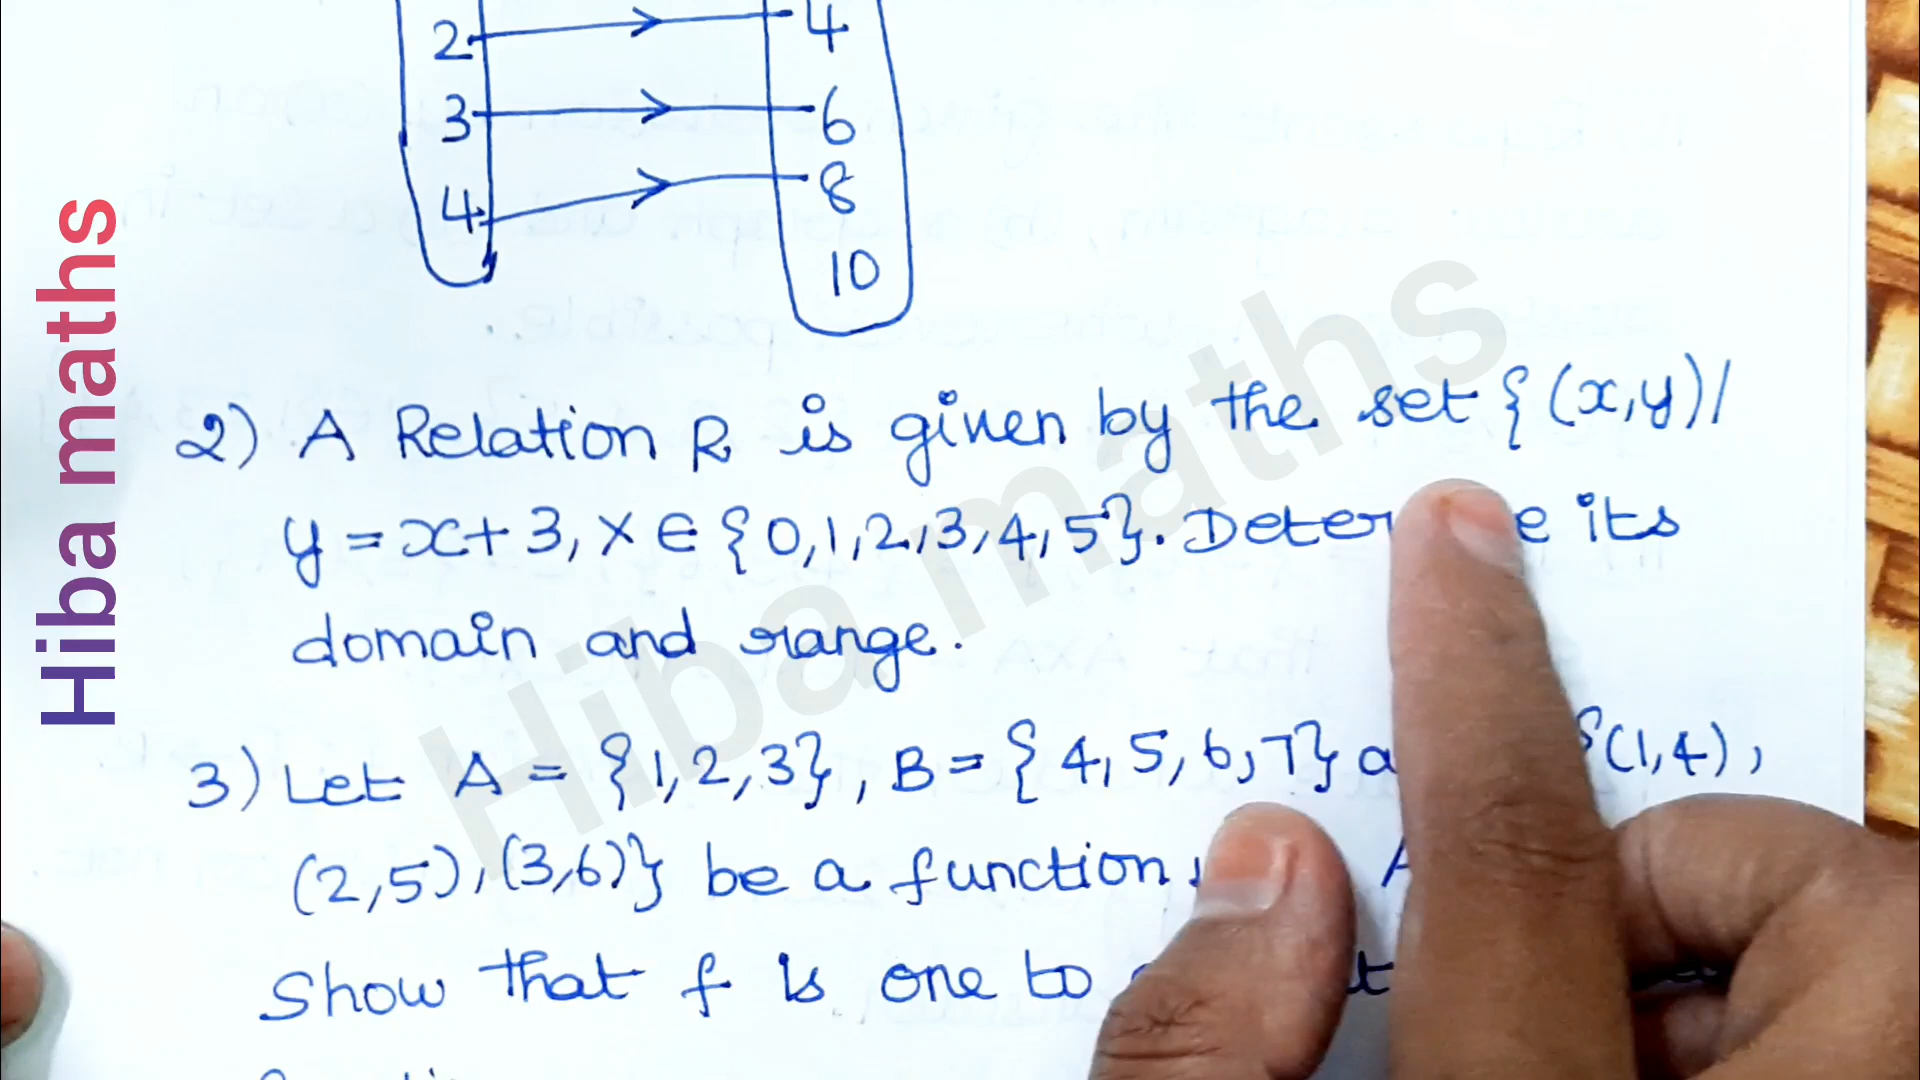 2 4
3 6
4 8
10
2) A Relation R is given by the set {(x,y)/
y = x+3, x ∈ {0,1,2,3,4,5}. Deter e its
domain and range.
3) Let A = {1,2,3}, B = {4,5,6,7} a (1,4),
(2,5),(3,6)} be a function A
Show that f is one to
Hiba maths
Hiba maths